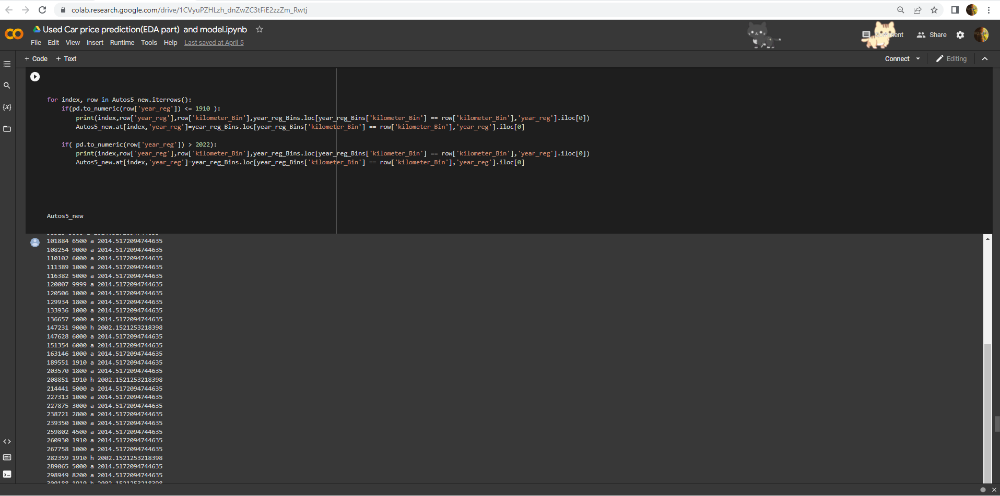 colab.research.google.com/drive/1CVyuPZHLzh_dnZwZC3tFiE2zzZm_Rwtj
Used Car price prediction(EDA part)  and model.ipynb
File Edit View Insert Runtime Tools Help Last saved at April 5
Share
+ Code + Text
Connect Editing
for index, row in Autos5_new.iterrows():
    if(pd.to_numeric(row['year_reg']) <= 1910 ):
        print(index,row['year_reg'],row['kilometer_Bin'],year_reg_Bins.loc[year_reg_Bins['kilometer_Bin'] == row['kilometer_Bin'],'year_reg'].iloc[0])
        Autos5_new.at[index,'year_reg']=year_reg_Bins.loc[year_reg_Bins['kilometer_Bin'] == row['kilometer_Bin'],'year_reg'].iloc[0]
    if( pd.to_numeric(row['year_reg']) > 2022):
        print(index,row['year_reg'],row['kilometer_Bin'],year_reg_Bins.loc[year_reg_Bins['kilometer_Bin'] == row['kilometer_Bin'],'year_reg'].iloc[0])
        Autos5_new.at[index,'year_reg']=year_reg_Bins.loc[year_reg_Bins['kilometer_Bin'] == row['kilometer_Bin'],'year_reg'].iloc[0]
Autos5_new
101884 6500 a 2014.5172094744635
108254 9000 a 2014.5172094744635
110102 6000 a 2014.5172094744635
111389 1000 a 2014.5172094744635
116382 5000 a 2014.5172094744635
120007 9999 a 2014.5172094744635
120506 1000 a 2014.5172094744635
129934 1800 a 2014.5172094744635
133936 1000 a 2014.5172094744635
136657 5000 a 2014.5172094744635
147231 9000 h 2002.1521253218398
147628 6000 a 2014.5172094744635
151354 6000 a 2014.5172094744635
163146 1000 a 2014.5172094744635
189551 1910 a 2014.5172094744635
203570 1800 a 2014.5172094744635
208851 1910 h 2002.1521253218398
214441 5000 a 2014.5172094744635
227313 1000 a 2014.5172094744635
227875 3000 a 2014.5172094744635
238721 2800 a 2014.5172094744635
239350 1000 a 2014.5172094744635
259802 4500 a 2014.5172094744635
260930 1910 a 2014.5172094744635
267758 1000 a 2014.5172094744635
282359 1910 h 2002.1521253218398
289065 5000 a 2014.5172094744635
298949 8200 a 2014.5172094744635
300188 1910 h 2002.1521253218398